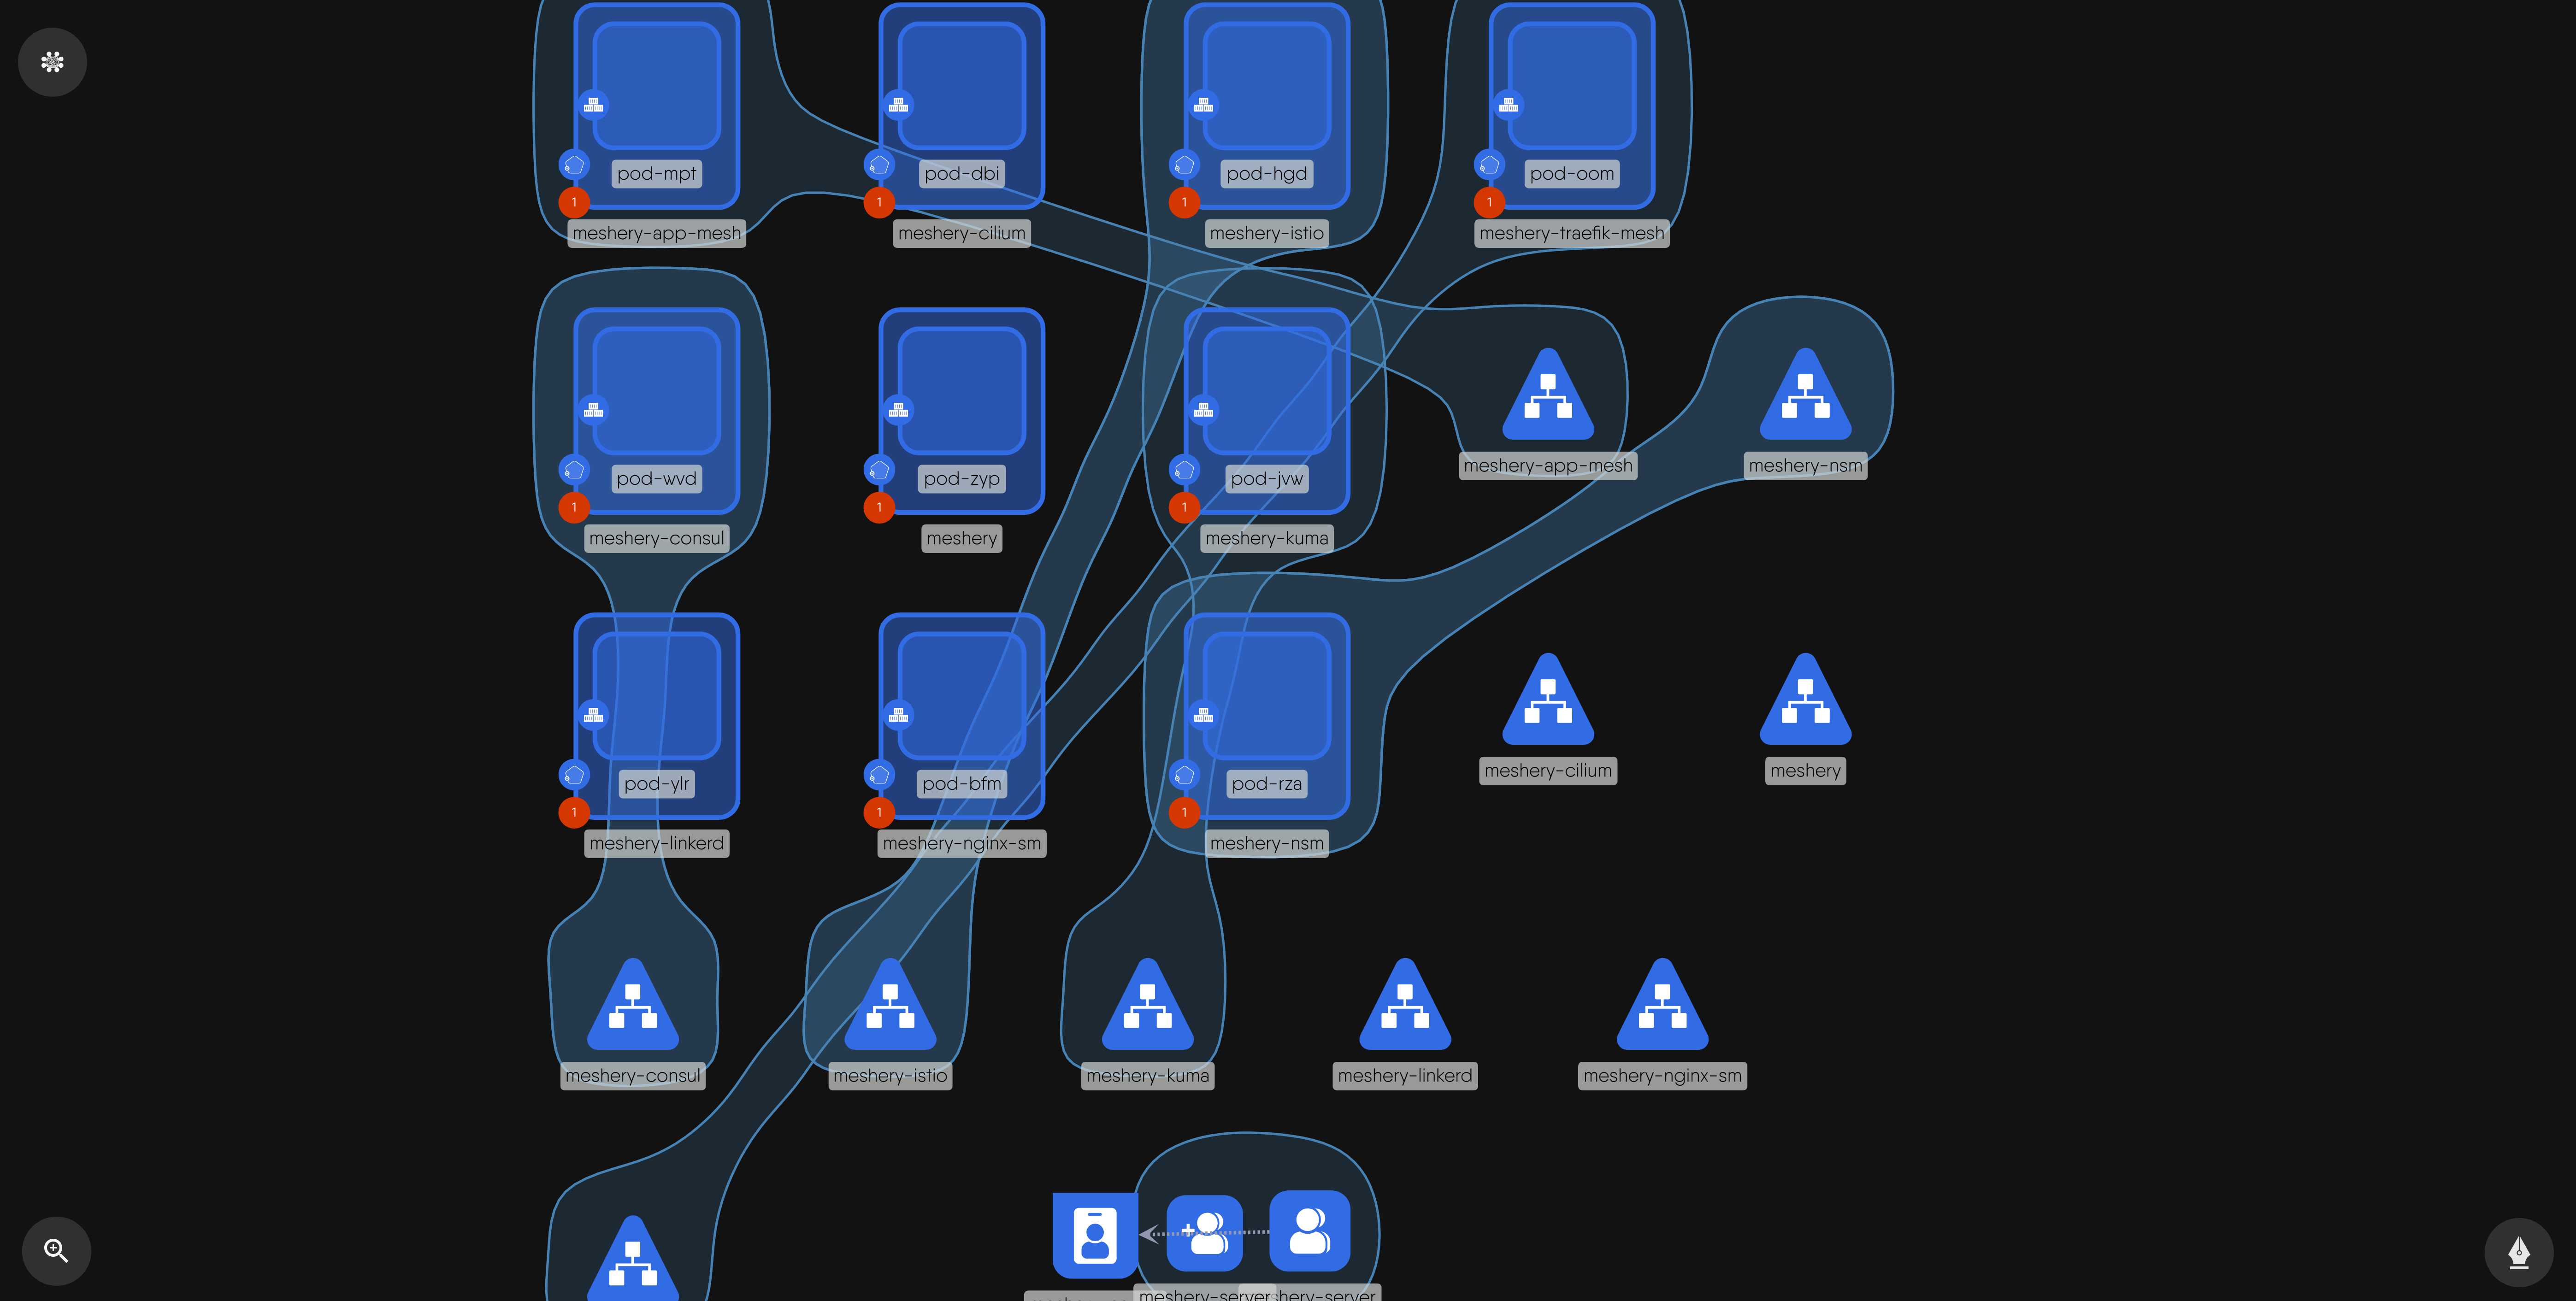 pod-mpt
pod-dbi
pod-hgd
pod-oom
1
1
1
1
meshery-app-mesh
meshery-cilium
meshery-istio
meshery-traefik-mesh
pod-wvd
pod-zyp
pod-jvw
meshery-app-mesh
meshery-nsm
1
1
1
meshery-consul
meshery
meshery-kuma
pod-ylr
pod-bfm
pod-rza
meshery-cilium
meshery
1
1
1
meshery-linkerd
meshery-nginx-sm
meshery-nsm
meshery-consul
meshery-istio
meshery-kuma
meshery-linkerd
meshery-nginx-sm
meshery-server